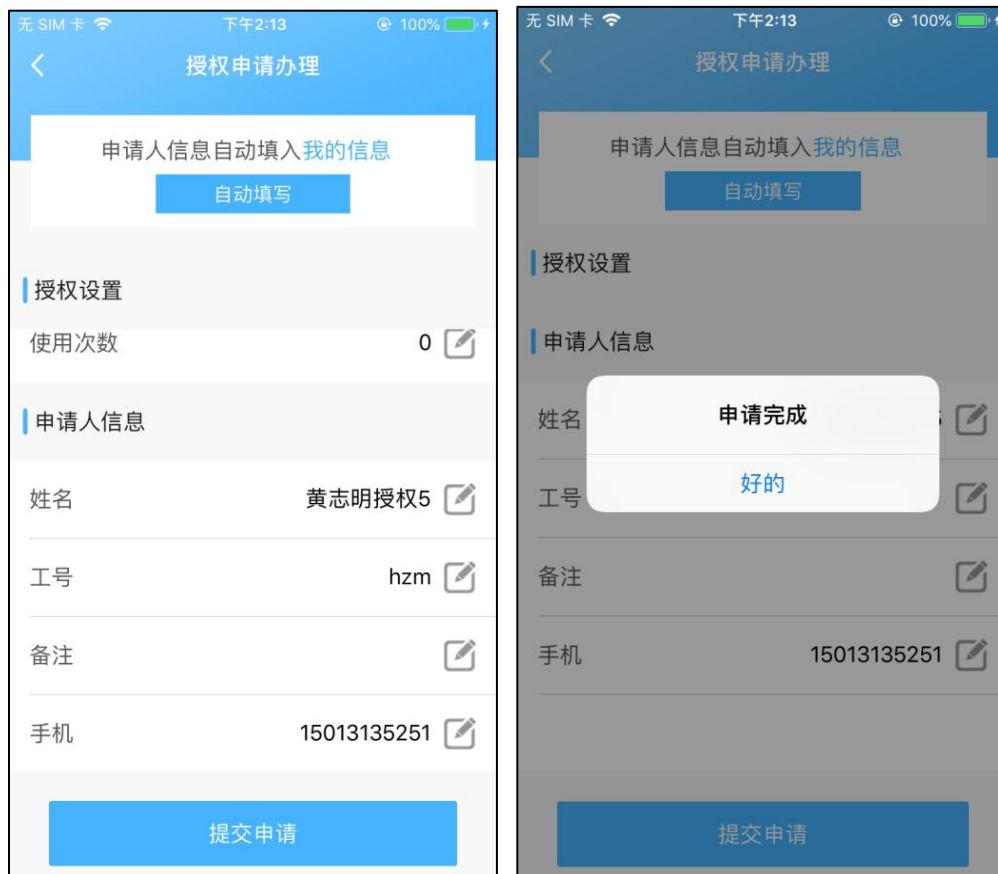 无 SIM 卡 下午2:13 100%
授权申请办理
申请人信息自动填入我的信息
自动填写
授权设置
使用次数 0
申请人信息
姓名 黄志明授权5
工号 hzm
备注
手机 15013135251
提交申请
无 SIM 卡 下午2:13 100%
授权申请办理
申请人信息自动填入我的信息
自动填写
授权设置
申请人信息
姓名
申请完成
好的
工号
备注
手机 15013135251
提交申请